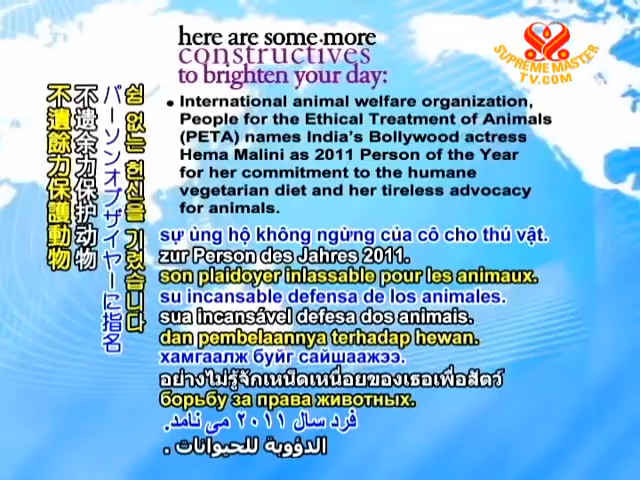 here are some more
constructives
to brighten your day:
SUPREME MASTER
TV.COM
• International animal welfare organization,
People for the Ethical Treatment of Animals
(PETA) names India's Bollywood actress
Hema Malini as 2011 Person of the Year
for her commitment to the humane
vegetarian diet and her tireless advocacy
for animals.
쉼 없는 헌신을 기렸습니다
パーソンオブザイヤーに指名
不遗余力保护动物
不遺餘力保護動物
sự ủng hộ không ngừng của cô cho thú vật.
zur Person des Jahres 2011.
son plaidoyer inlassable pour les animaux.
su incansable defensa de los animales.
sua incansável defesa dos animais.
dan pembelaannya terhadap hewan.
хамгаалж буйг сайшаажээ.
อย่างไม่รู้จักเหน็ดเหนื่อยของเธอเพื่อสัตว์
борьбу за права животных.
فرد سال ۲۰۱۱ می نامد.
الدؤوبة للحيوانات .